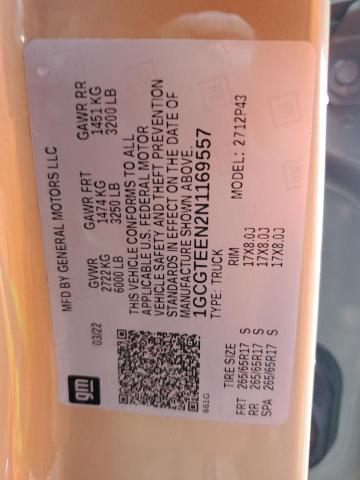 gm
MFD BY GENERAL MOTORS LLC
03/22
GVWR
2722 KG
6000 LB
GAWR FRT
1474 KG
3250 LB
GAWR RR
1451 KG
3200 LB
THIS VEHICLE CONFORMS TO ALL
APPLICABLE U.S. FEDERAL MOTOR
VEHICLE SAFETY AND THEFT PREVENTION
STANDARDS IN EFFECT ON THE DATE OF
MANUFACTURE SHOWN ABOVE.
1GCGTEEN2N1169557
TYPE: TRUCK
MODEL: 2712P43
661G
TIRE SIZE RIM
FRT 265/65R17 S 17X8.0J
RR 265/65R17 S 17X8.0J
SPA 265/65R17 S 17X8.0J